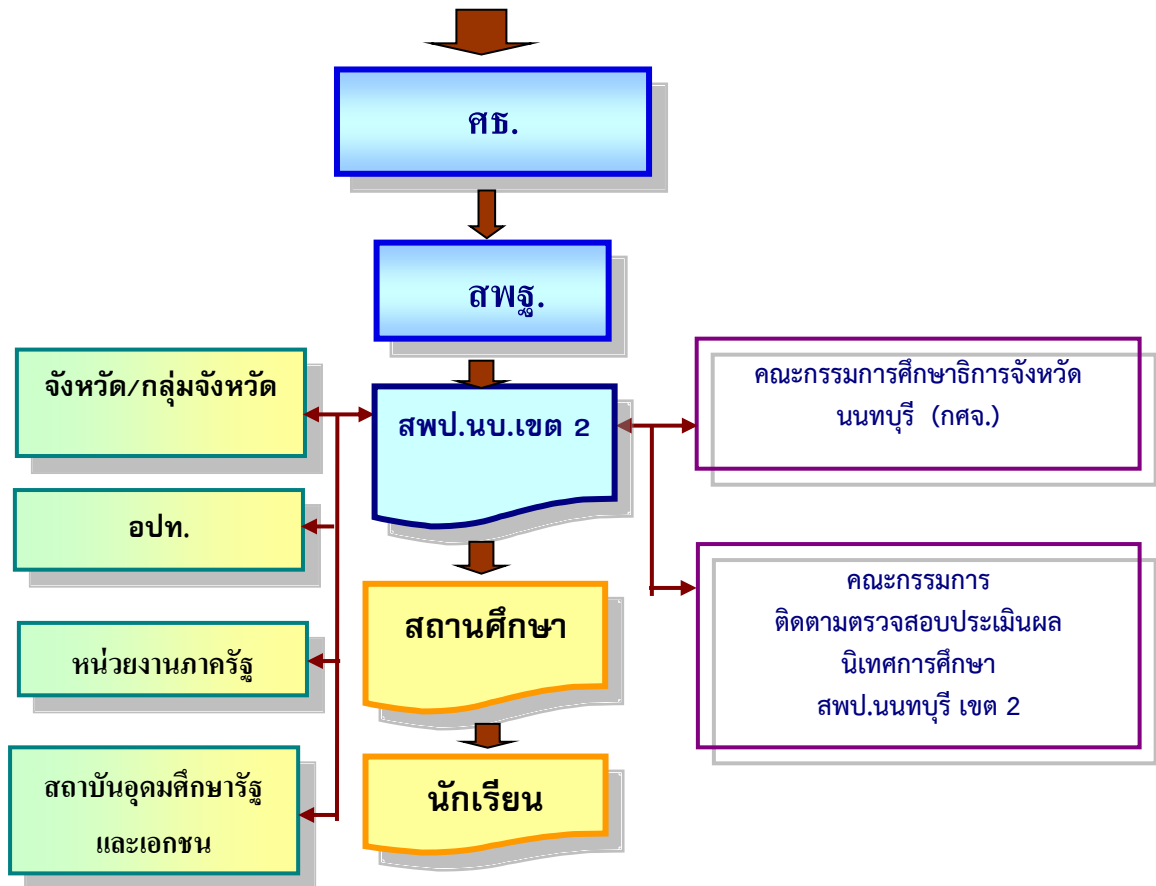 ศธ.
สพฐ.
จังหวัด/กลุ่มจังหวัด
สพป.นบ.เขต 2
คณะกรรมการศึกษาธิการจังหวัด
นนทบุรี (กศจ.)
อปท.
สถานศึกษา
คณะกรรมการ
ติดตามตรวจสอบประเมินผล
นิเทศการศึกษา
สพป.นนทบุรี เขต 2
หน่วยงานภาครัฐ
สถาบันอุดมศึกษารัฐ
และเอกชน
นักเรียน